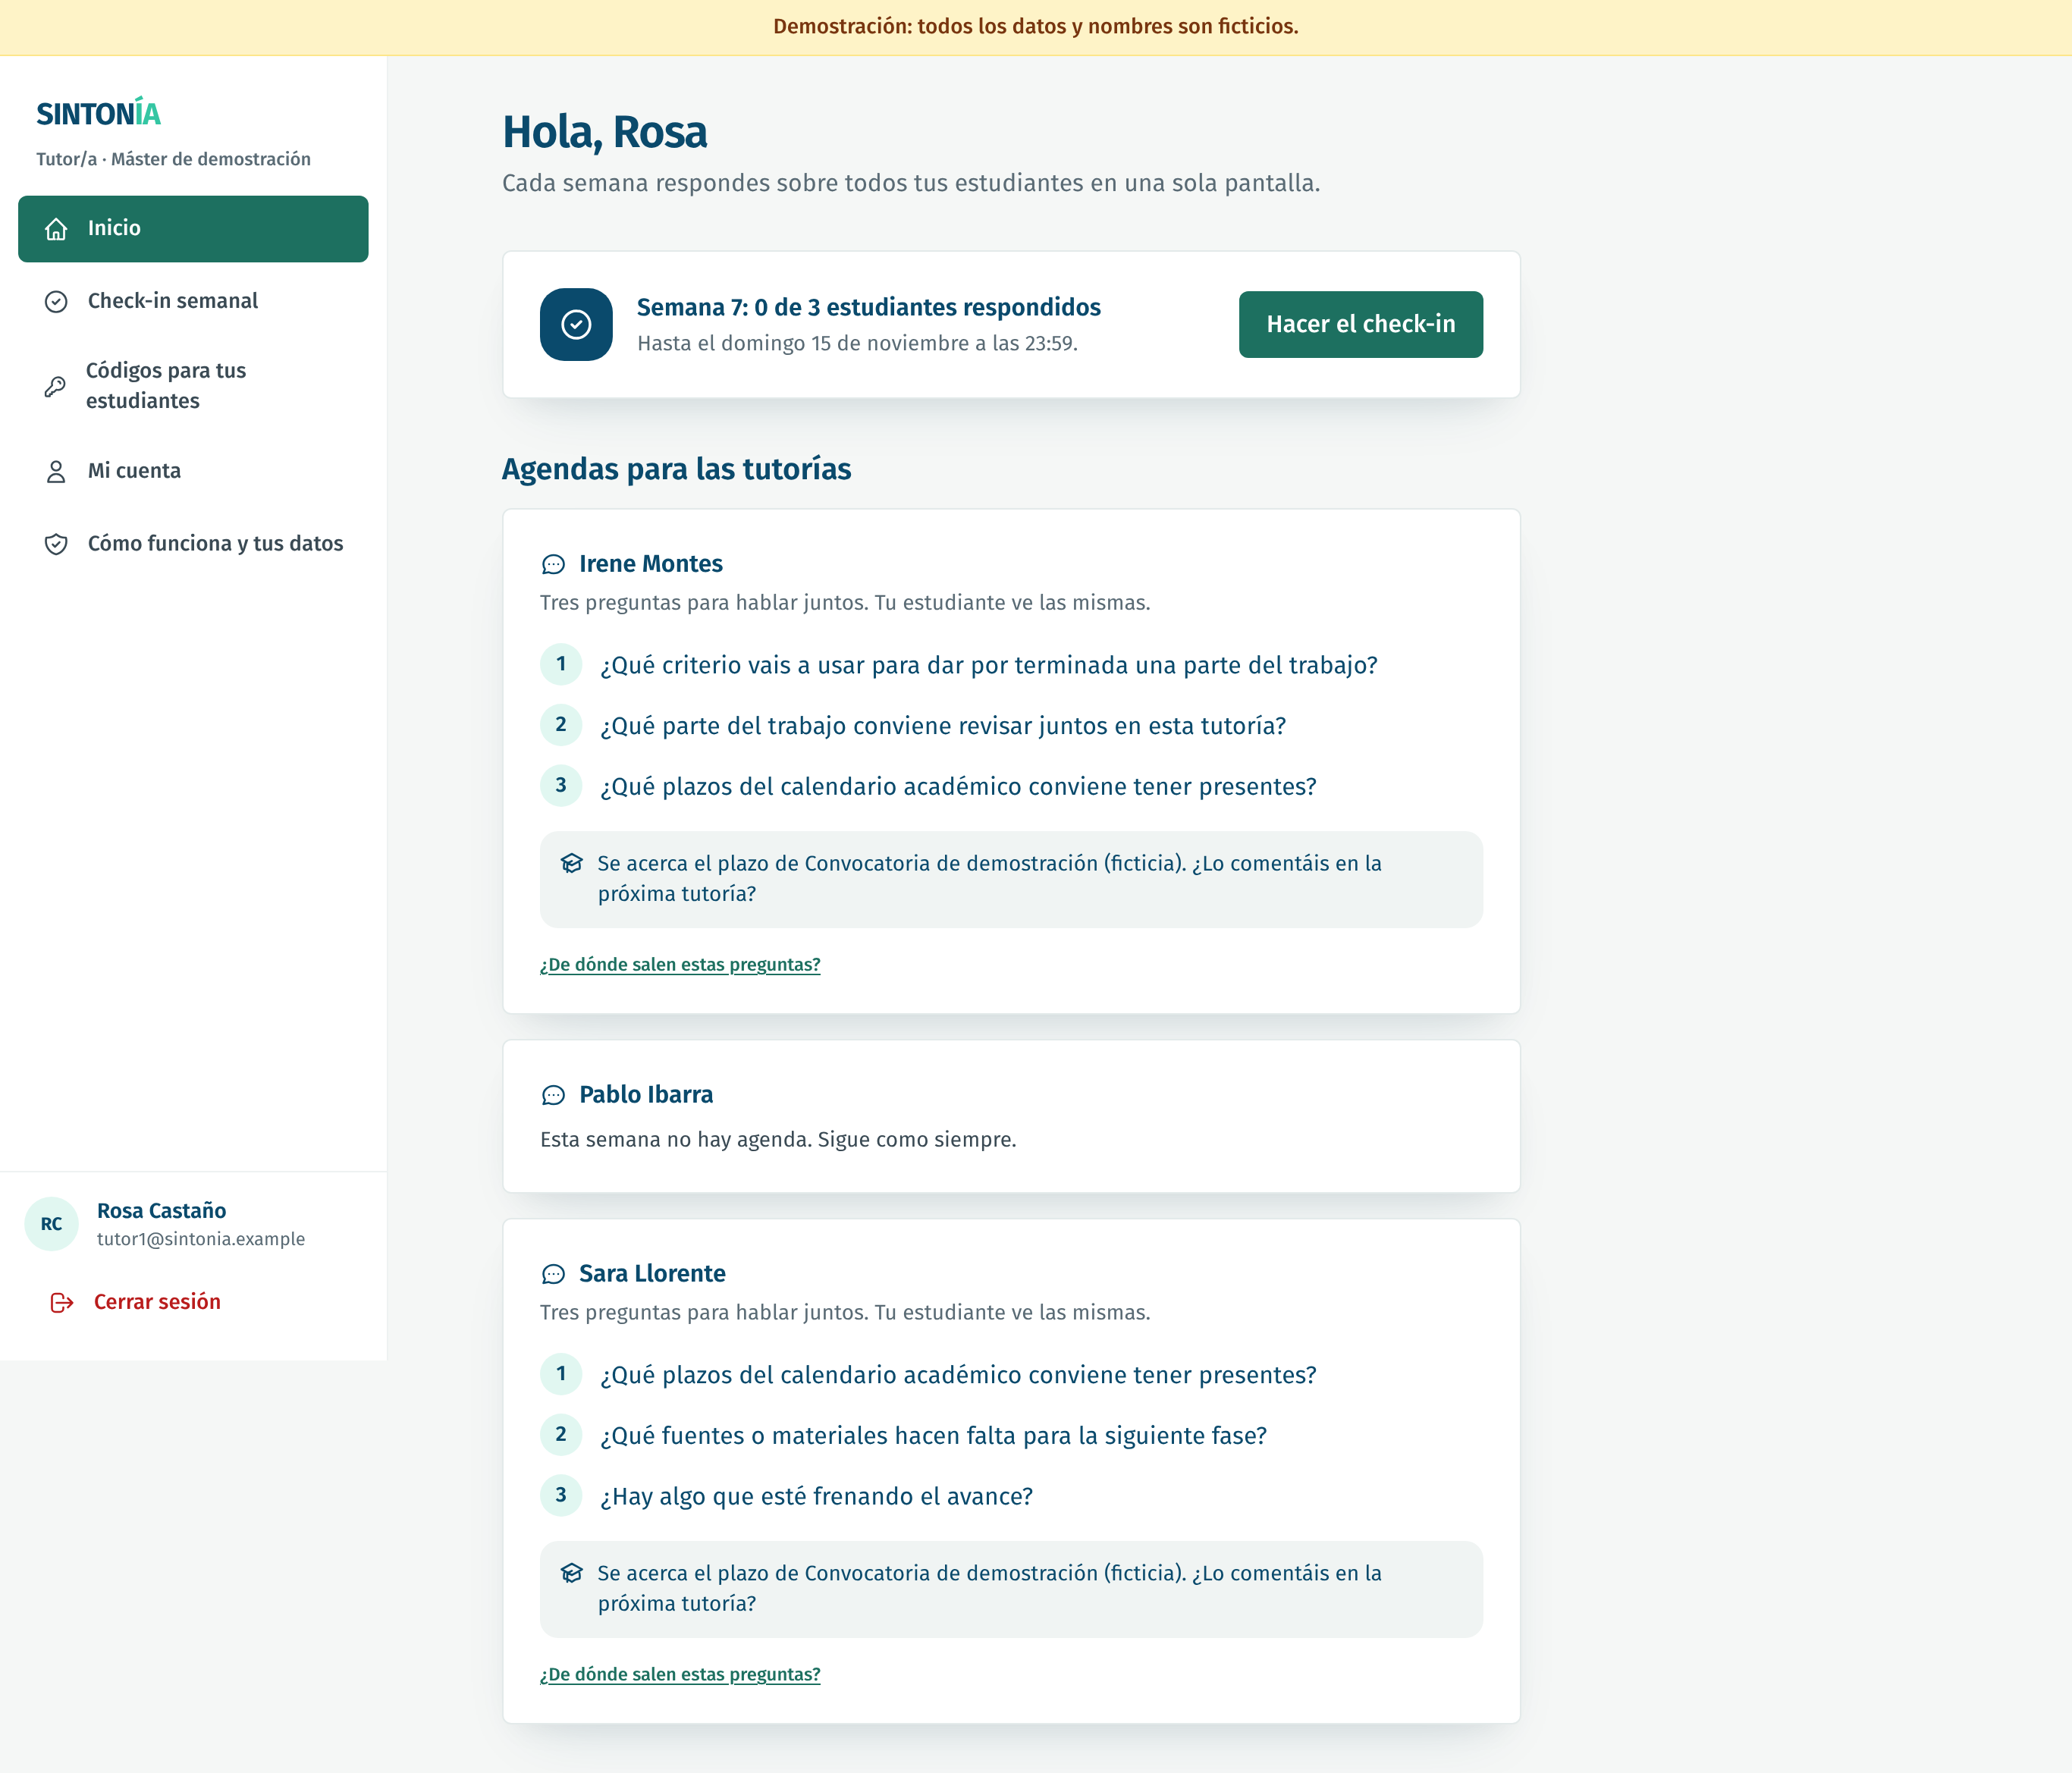 Demostración: todos los datos y nombres son ficticios.
SINTONÍA
Tutor/a · Máster de demostración
Inicio
Check-in semanal
Códigos para tus
estudiantes
Mi cuenta
Cómo funciona y tus datos
Rosa Castaño
RC
tutor1@sintonia.example
Cerrar sesión
Hola, Rosa
Cada semana respondes sobre todos tus estudiantes en una sola pantalla.
Semana 7: 0 de 3 estudiantes respondidos
Hasta el domingo 15 de noviembre a las 23:59.
Hacer el check-in
Agendas para las tutorías
Irene Montes
Tres preguntas para hablar juntos. Tu estudiante ve las mismas.
1 ¿Qué criterio vais a usar para dar por terminada una parte del trabajo?
2 ¿Qué parte del trabajo conviene revisar juntos en esta tutoría?
3 ¿Qué plazos del calendario académico conviene tener presentes?
Se acerca el plazo de Convocatoria de demostración (ficticia). ¿Lo comentáis en la
próxima tutoría?
¿De dónde salen estas preguntas?
Pablo Ibarra
Esta semana no hay agenda. Sigue como siempre.
Sara Llorente
Tres preguntas para hablar juntos. Tu estudiante ve las mismas.
1 ¿Qué plazos del calendario académico conviene tener presentes?
2 ¿Qué fuentes o materiales hacen falta para la siguiente fase?
3 ¿Hay algo que esté frenando el avance?
Se acerca el plazo de Convocatoria de demostración (ficticia). ¿Lo comentáis en la
próxima tutoría?
¿De dónde salen estas preguntas?